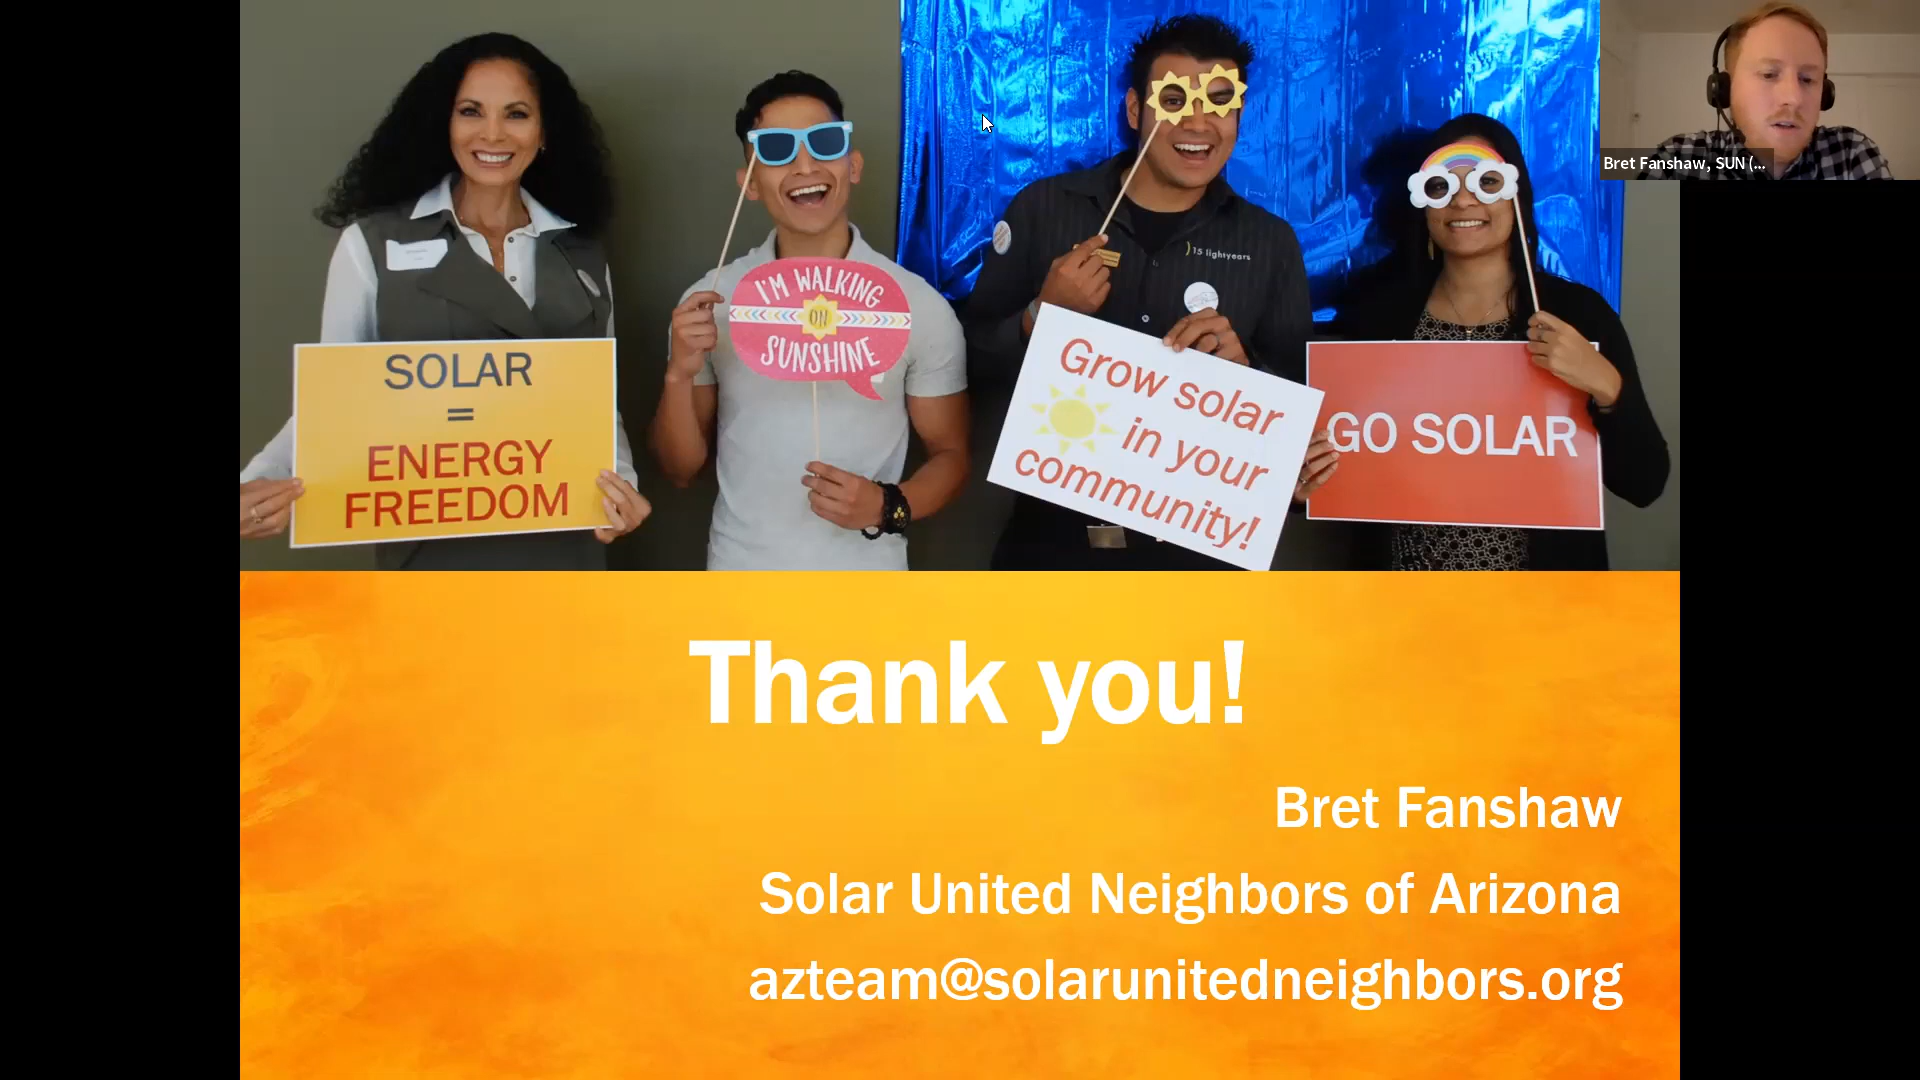 Bret Fanshaw, SUN (...
15 lightyears
I'M WALKING
ON
SUNSHINE
SOLAR
=
ENERGY
FREEDOM
Grow solar
in your
community!
GO SOLAR
Thank you!
Bret Fanshaw
Solar United Neighbors of Arizona
azteam@solarunitedneighbors.org